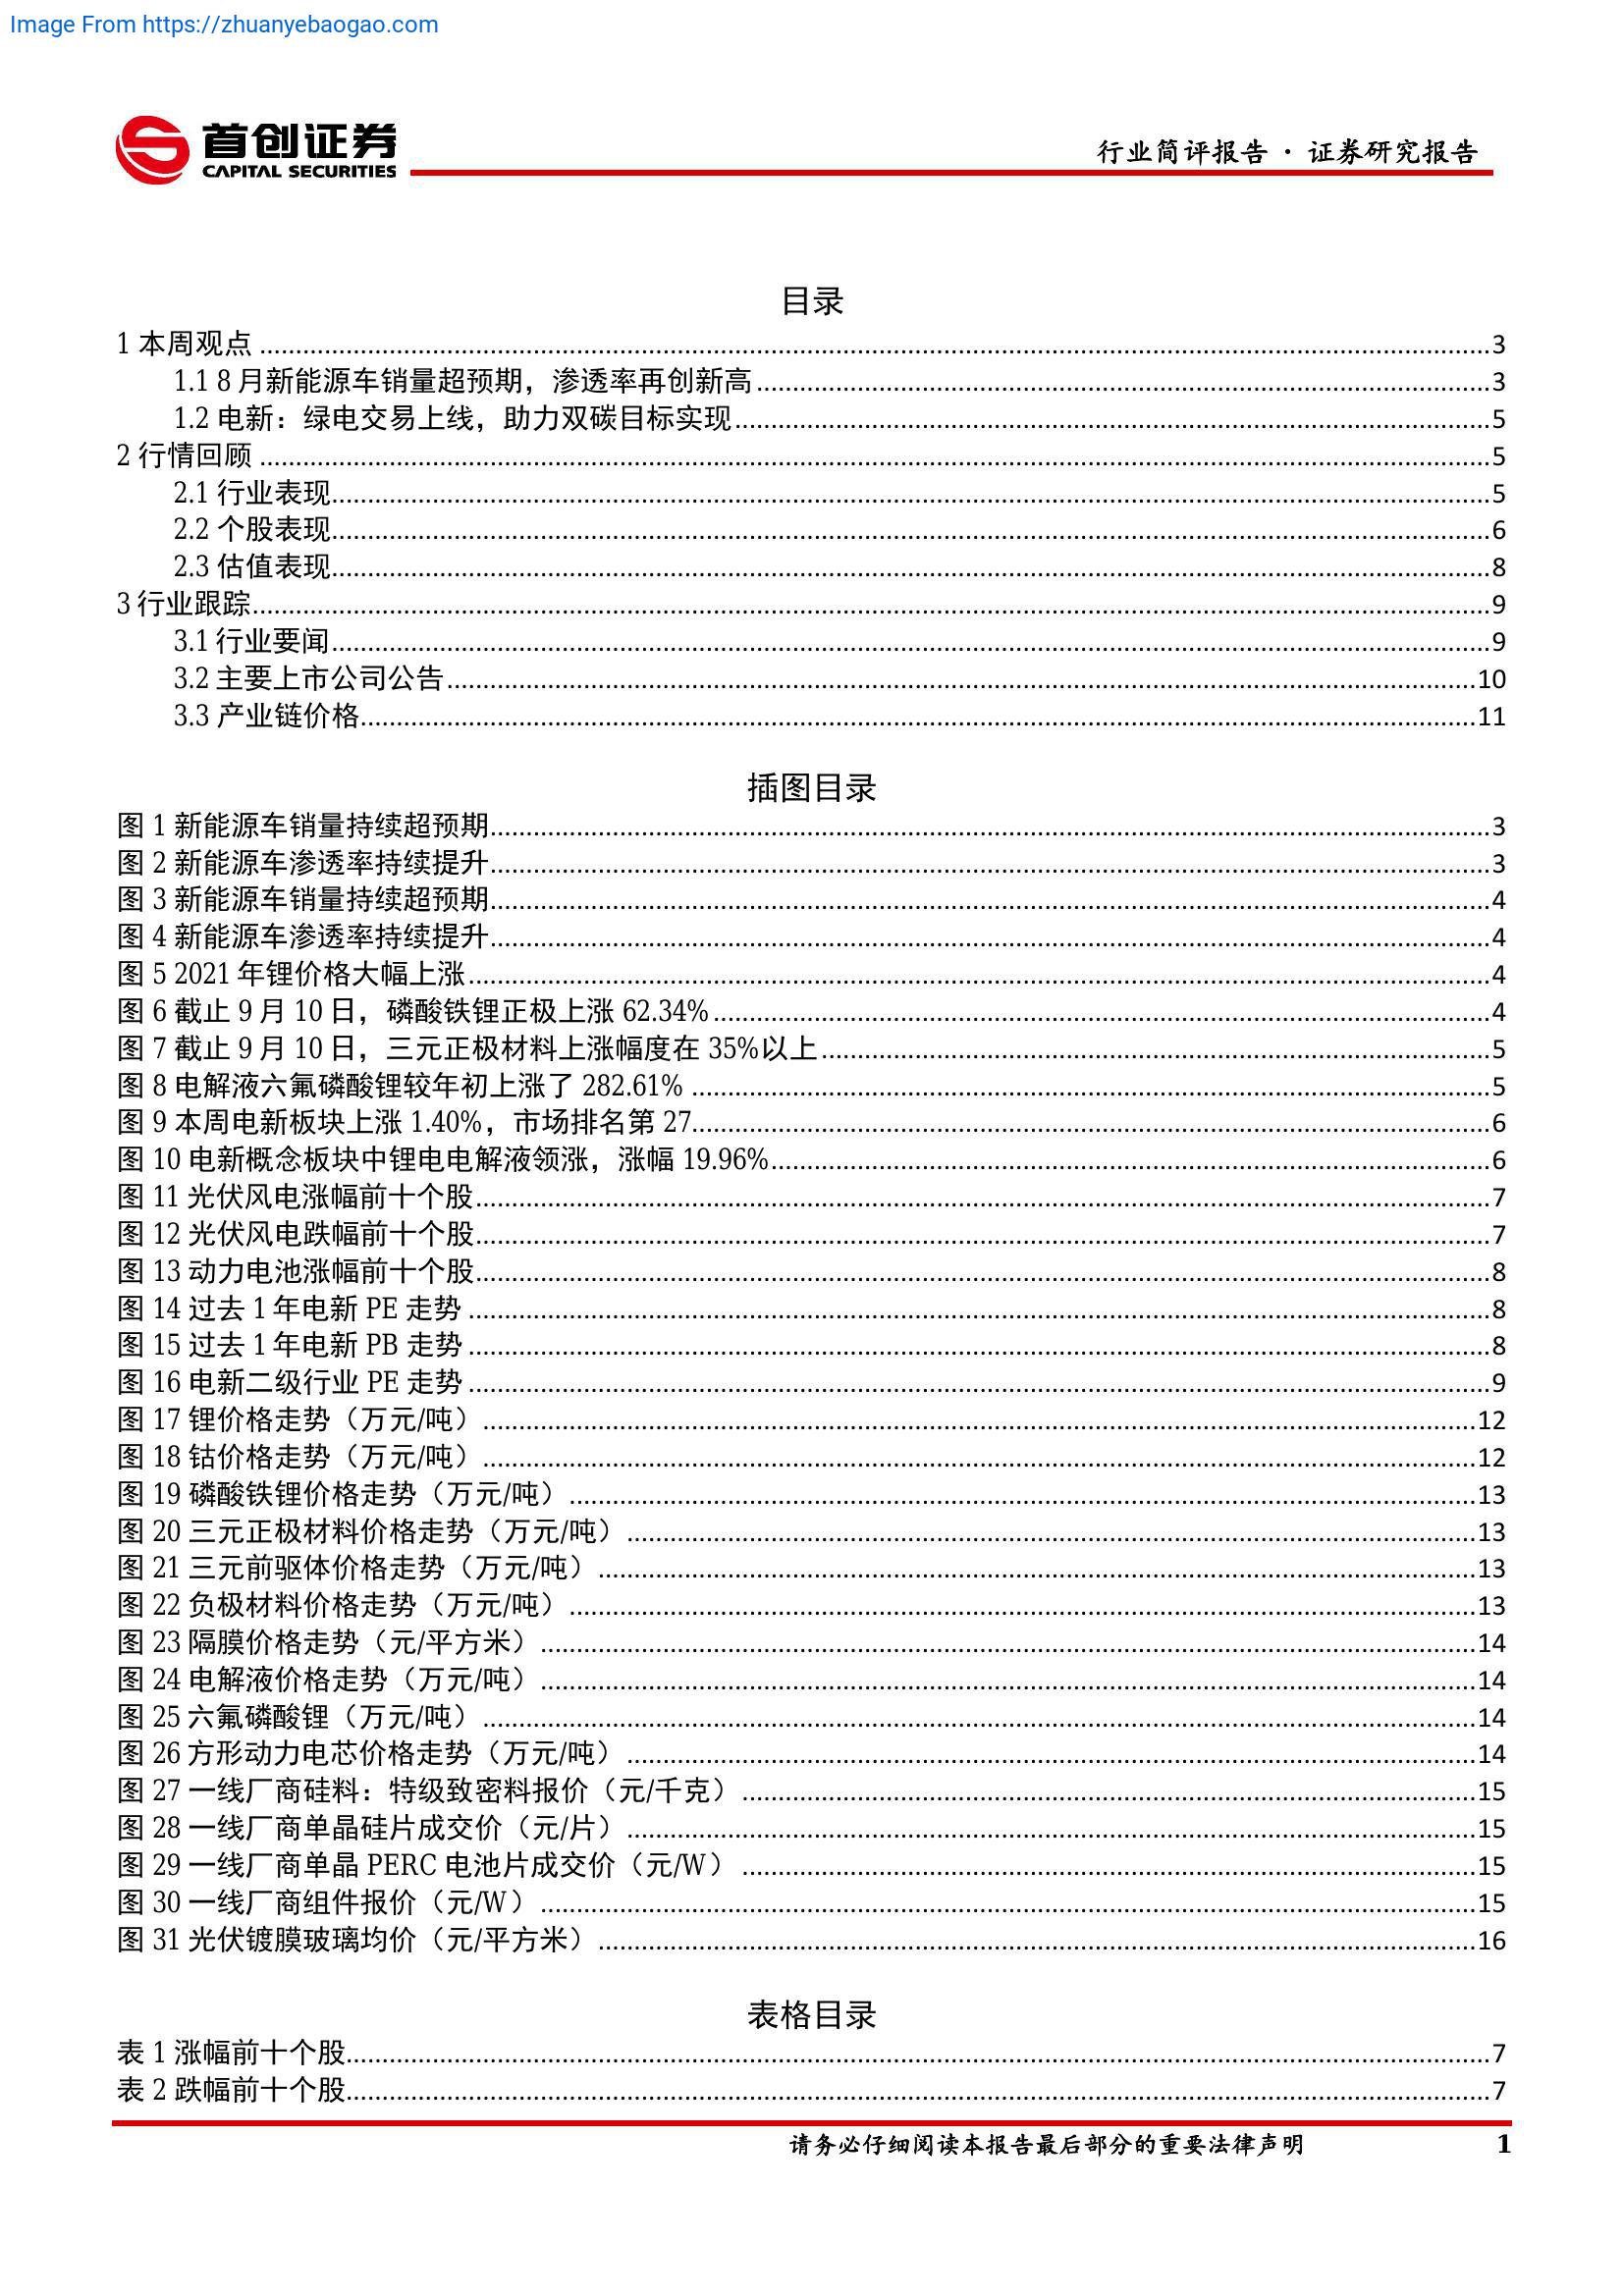 Image From https://zhuanyebaogao.com
首创证券
CAPITAL SECURITIES
行业简评报告 · 证券研究报告
目录
1 本周观点 ........ 3
1.1 8 月新能源车销量超预期，渗透率再创新高 ........ 3
1.2 电新：绿电交易上线，助力双碳目标实现 ........ 5
2 行情回顾 ........ 5
2.1 行业表现 ........ 5
2.2 个股表现 ........ 6
2.3 估值表现 ........ 8
3 行业跟踪 ........ 9
3.1 行业要闻 ........ 9
3.2 主要上市公司公告 ........ 10
3.3 产业链价格 ........ 11
插图目录
图 1 新能源车销量持续超预期 ........ 3
图 2 新能源车渗透率持续提升 ........ 3
图 3 新能源车销量持续超预期 ........ 4
图 4 新能源车渗透率持续提升 ........ 4
图 5 2021 年锂价格大幅上涨 ........ 4
图 6 截止 9 月 10 日，磷酸铁锂正极上涨 62.34% ........ 4
图 7 截止 9 月 10 日，三元正极材料上涨幅度在 35%以上 ........ 5
图 8 电解液六氟磷酸锂较年初上涨了 282.61% ........ 5
图 9 本周电新板块上涨 1.40%，市场排名第 27 ........ 6
图 10 电新概念板块中锂电电解液领涨，涨幅 19.96% ........ 6
图 11 光伏风电涨幅前十个股 ........ 7
图 12 光伏风电跌幅前十个股 ........ 7
图 13 动力电池涨幅前十个股 ........ 8
图 14 过去 1 年电新 PE 走势 ........ 8
图 15 过去 1 年电新 PB 走势 ........ 8
图 16 电新二级行业 PE 走势 ........ 9
图 17 锂价格走势（万元/吨） ........ 12
图 18 钴价格走势（万元/吨） ........ 12
图 19 磷酸铁锂价格走势（万元/吨） ........ 13
图 20 三元正极材料价格走势（万元/吨） ........ 13
图 21 三元前驱体价格走势（万元/吨） ........ 13
图 22 负极材料价格走势（万元/吨） ........ 13
图 23 隔膜价格走势（元/平方米） ........ 14
图 24 电解液价格走势（万元/吨） ........ 14
图 25 六氟磷酸锂（万元/吨） ........ 14
图 26 方形动力电芯价格走势（万元/吨） ........ 14
图 27 一线厂商硅料：特级致密料报价（元/千克） ........ 15
图 28 一线厂商单晶硅片成交价（元/片） ........ 15
图 29 一线厂商单晶 PERC 电池片成交价（元/W） ........ 15
图 30 一线厂商组件报价（元/W） ........ 15
图 31 光伏镀膜玻璃均价（元/平方米） ........ 16
表格目录
表 1 涨幅前十个股 ........ 7
表 2 跌幅前十个股 ........ 7
请务必仔细阅读本报告最后部分的重要法律声明 1